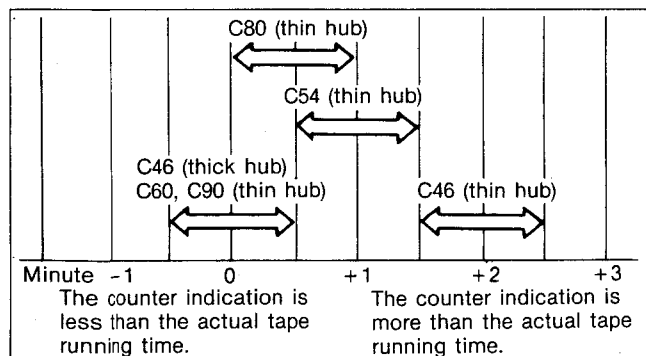 C80 (thin hub)
C54 (thin hub)
C46 (thick hub)
C60, C90 (thin hub)
C46 (thin hub)
Minute -1 0 +1 +2 +3
The counter indication is
less than the actual tape
running time.
The counter indication is
more than the actual tape
running time.